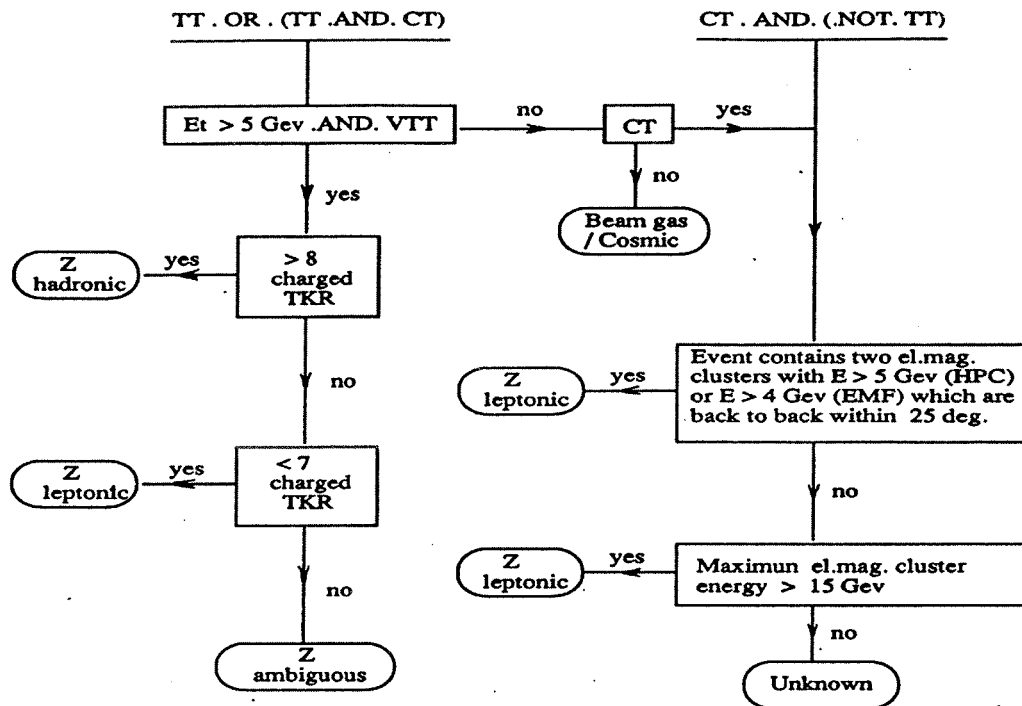 TT . OR . (TT .AND. CT)
CT . AND. (.NOT. TT)
Et > 5 Gev .AND. VTT
no
CT
yes
yes
no
Beam gas
/ Cosmic
> 8
charged
TKR
yes
Z
hadronic
no
Event contains two el.mag.
clusters with E > 5 Gev (HPC)
or E > 4 Gev (EMF) which are
back to back within 25 deg.
yes
Z
leptonic
< 7
charged
TKR
yes
Z
leptonic
no
no
Maximun el.mag. cluster
energy > 15 Gev
yes
Z
leptonic
no
Z
ambiguous
Unknown